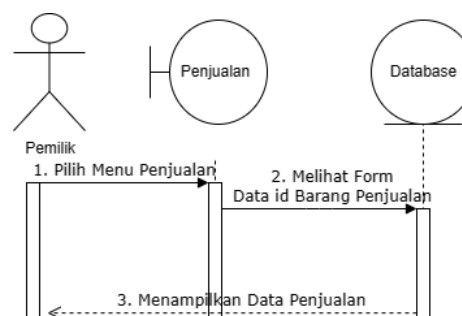 Penjualan
Database
Pemilik
1. Pilih Menu Penjualan
2. Melihat Form
Data id Barang Penjualan
3. Menampilkan Data Penjualan